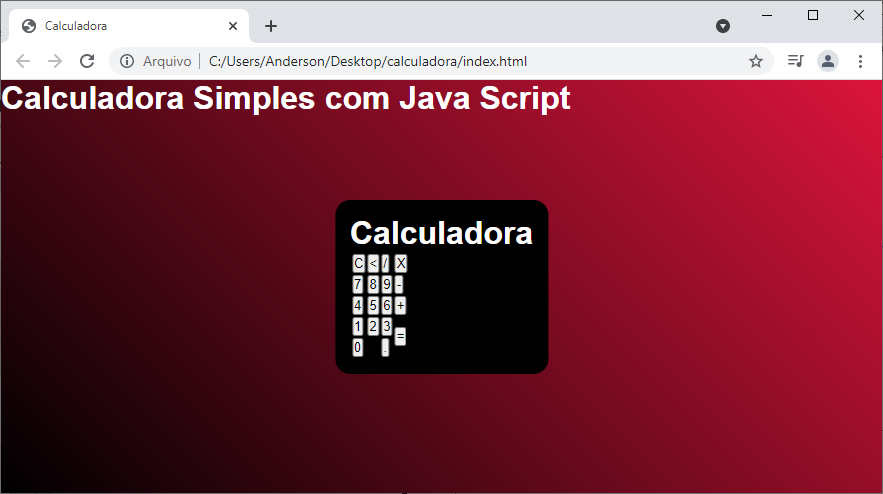 Calculadora
Arquivo C:/Users/Anderson/Desktop/calculadora/index.html
Calculadora Simples com Java Script
Calculadora
C < / X
7 8 9 -
4 5 6 +
1 2 3
=
0 .